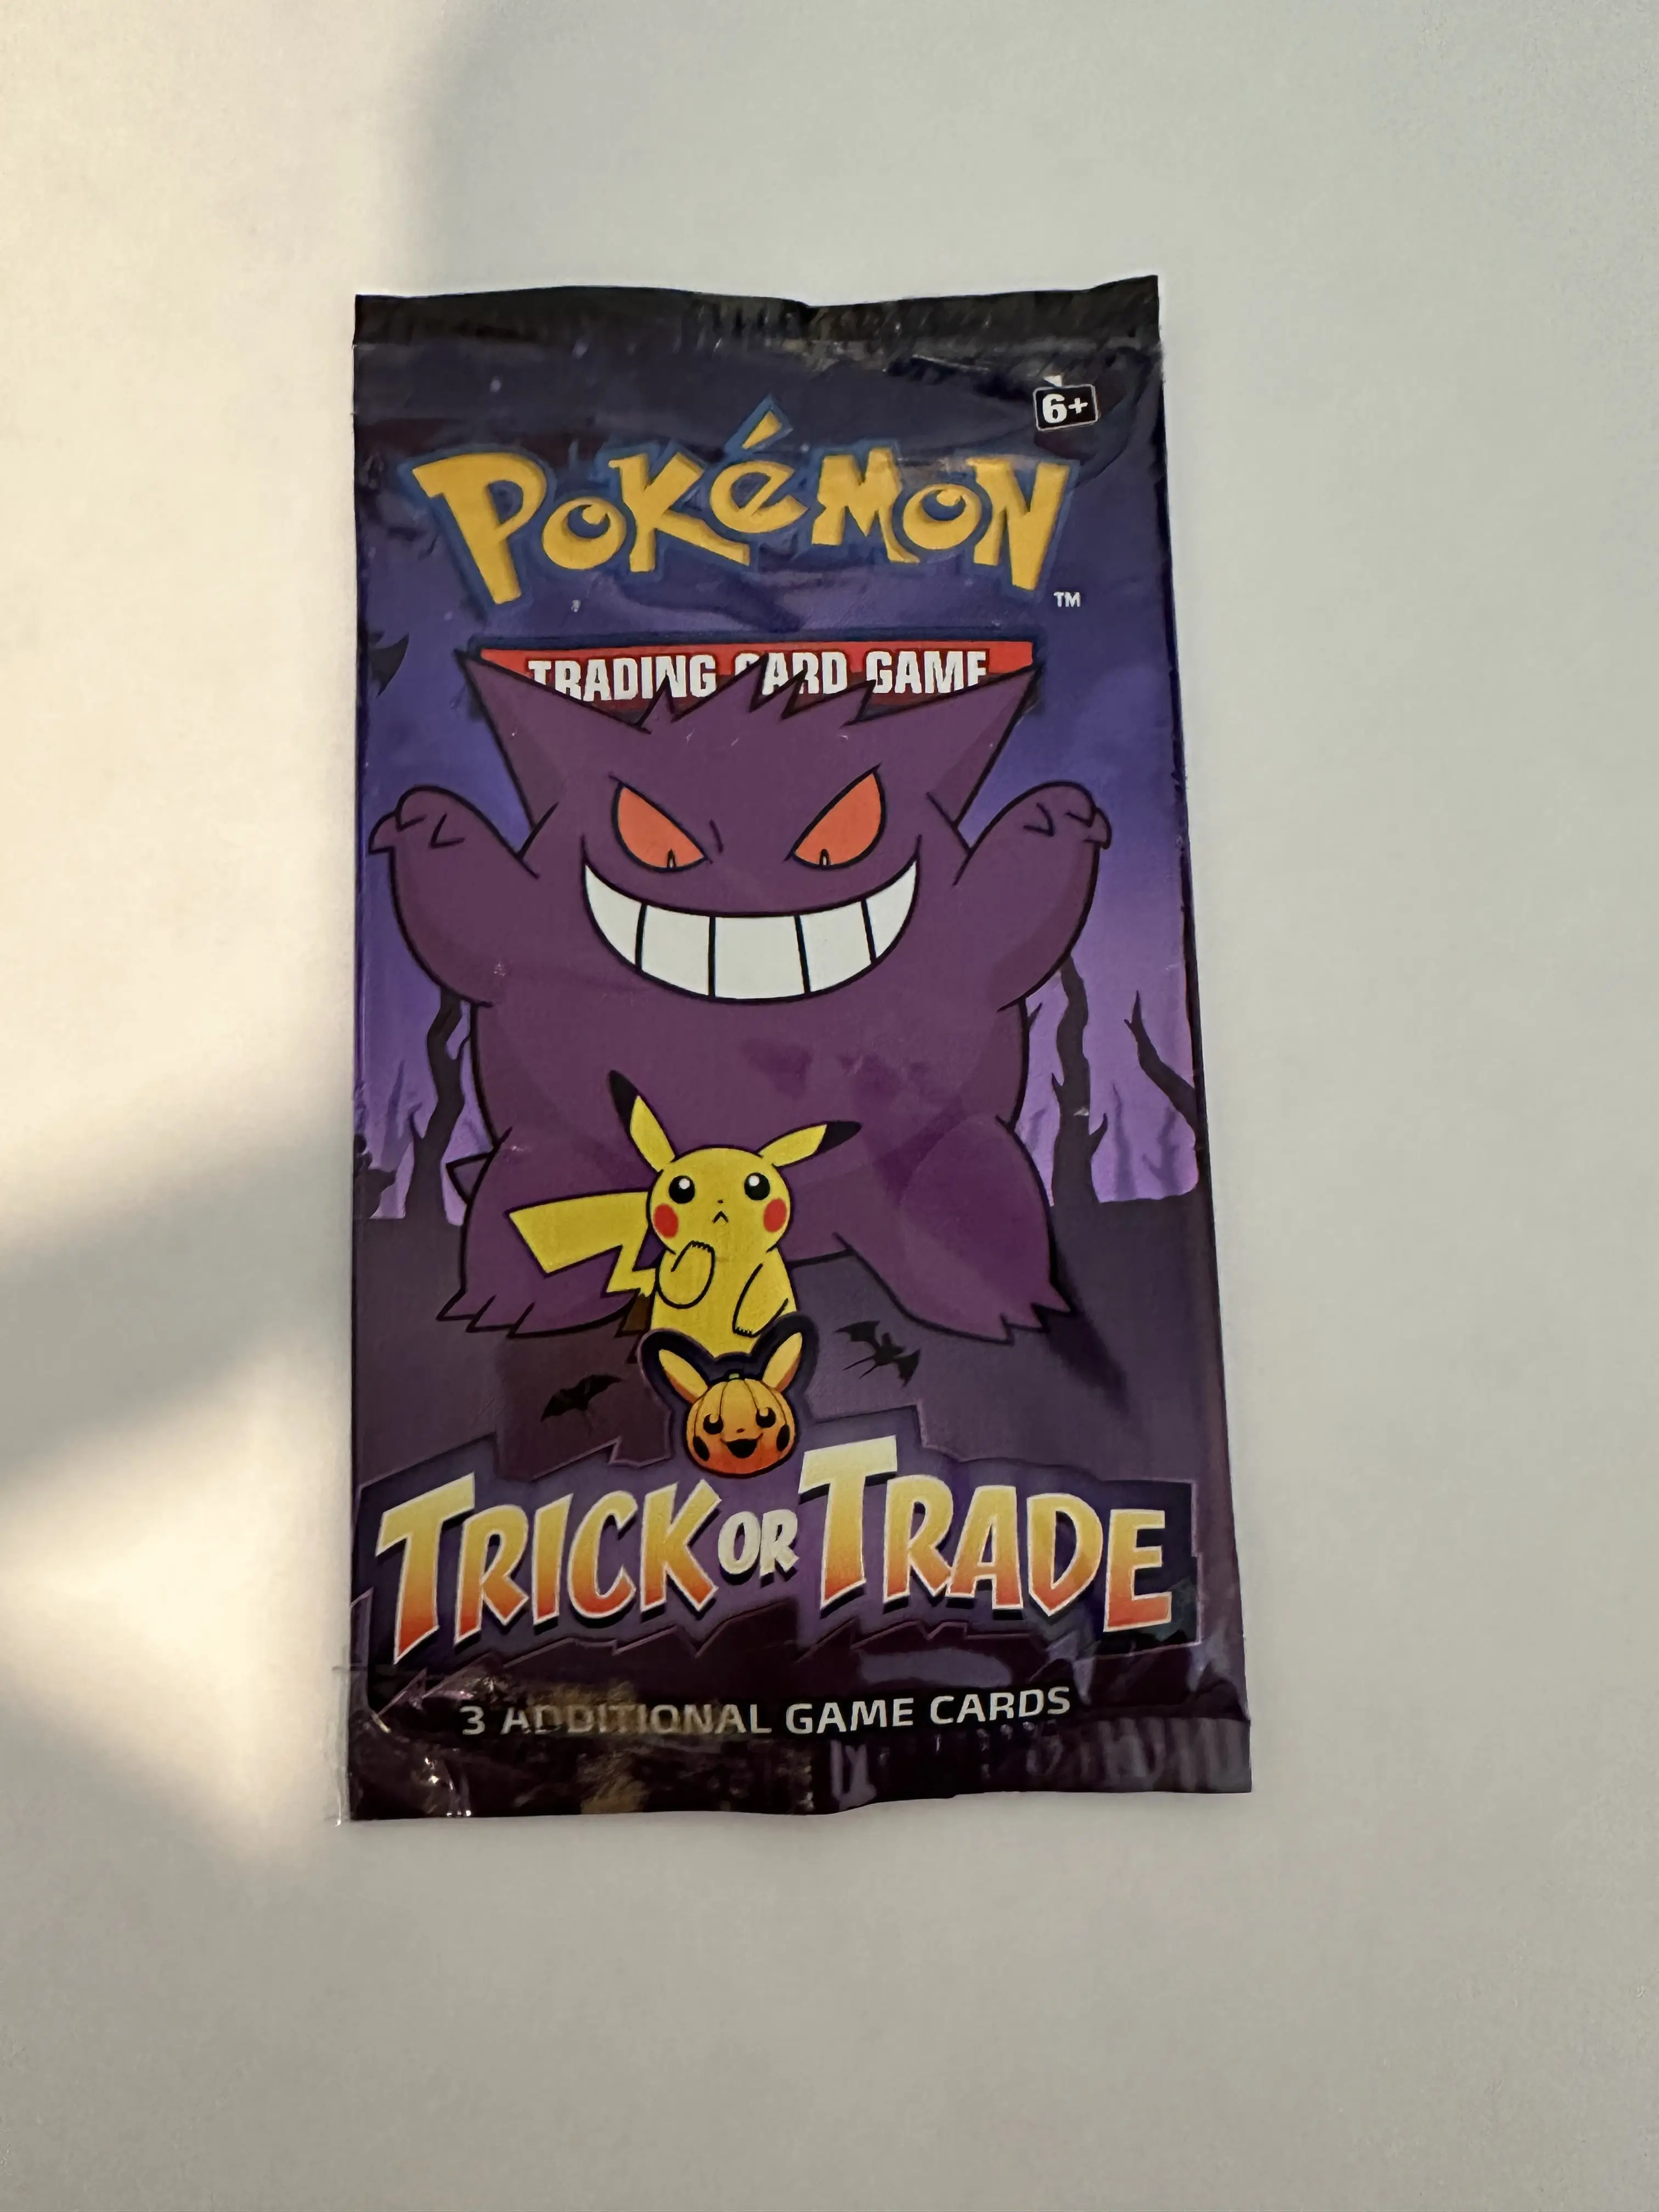 6+
POKéMON
TM
TRADING CARD GAME
TRICK OR TRADE
3 ADDITIONAL GAME CARDS